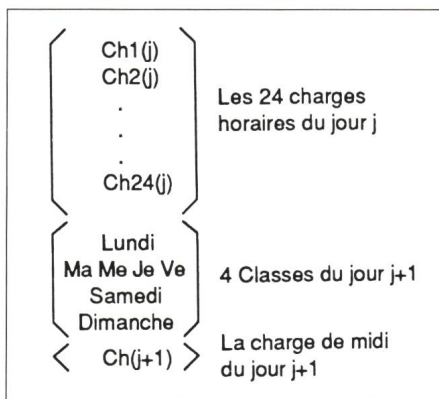 Ch1(j)
Ch2(j)
.
.
.
Ch24(j)
Les 24 charges
horaires du jour j
Lundi
Ma Me Je Ve
Samedi
Dimanche
4 Classes du jour j+1
Ch(j+1)
La charge de midi
du jour j+1